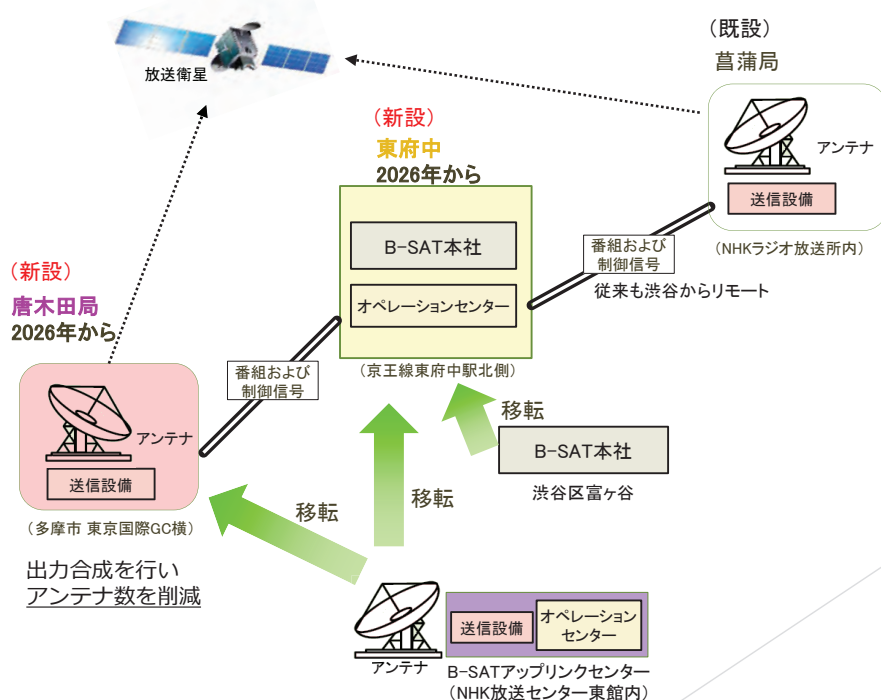 放送衛星
(既設)
菖蒲局
アンテナ
送信設備
(NHKラジオ放送所内)
(新設)
東府中
2026年から
B-SAT本社
オペレーションセンター
(京王線東府中駅北側)
番組および
制御信号
従来も渋谷からリモート
(新設)
唐木田局
2026年から
アンテナ
送信設備
(多摩市 東京国際GC横)
出力合成を行い
アンテナ数を削減
番組および
制御信号
移転
移転
移転
B-SAT本社
渋谷区富ヶ谷
アンテナ
送信設備
オペレーション
センター
B-SATアップリンクセンター
(NHK放送センター東館内)